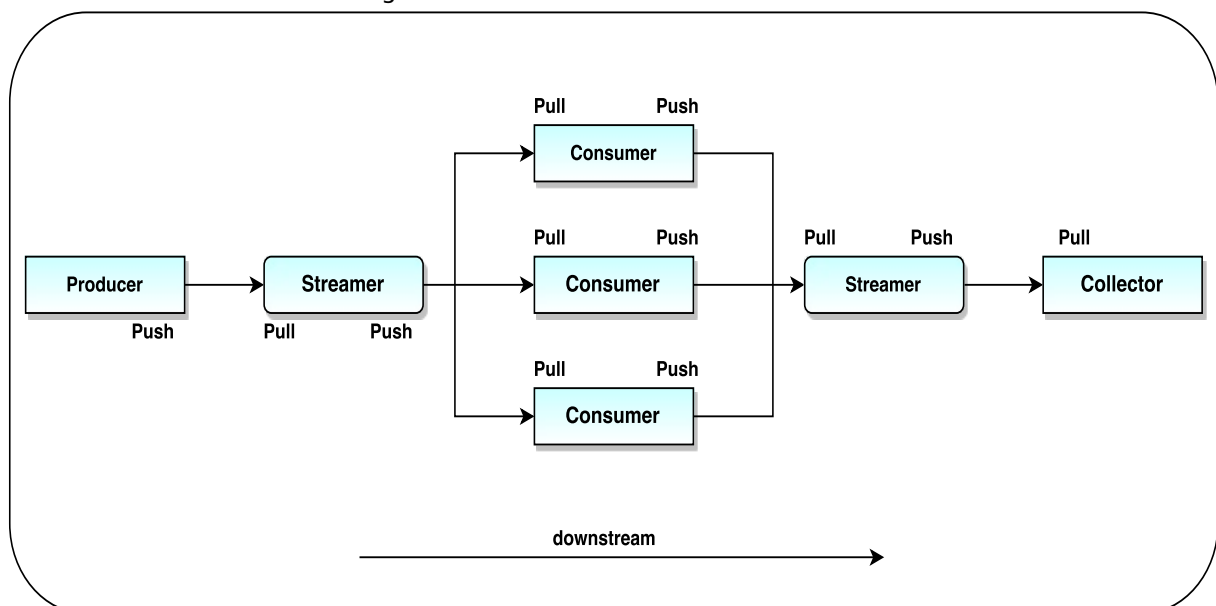 Pull Push
Consumer
Pull Push
Consumer
Pull Push
Consumer
Producer
Push
Streamer
Pull Push
Pull Push
Streamer
Pull
Collector
downstream